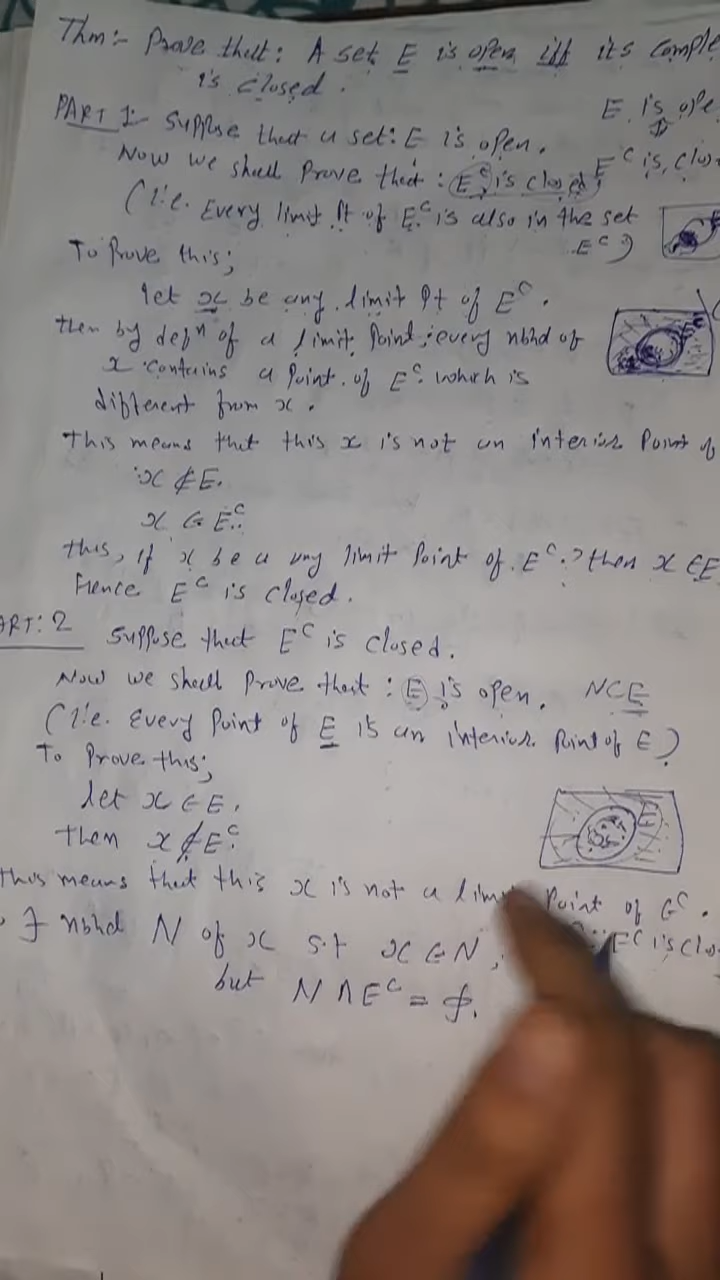 Thm:- Prove that: A set E is open iff its Comple
is closed.
E is ope
⇕
E^c is clos
PART 1:- Suppose that a set: E is open.
Now we shall Prove that: E^c is closed,
(i.e. Every limit Pt of E^c is also in the set
E^c)
To Prove this;
let x be any limit Pt of E^c.
then by defn of a limit Point; every nbhd of
x contains a Point of E^c which is
different from x.
This means that this x is not an interior Point of
x ∉ E.
x ∈ E^c
this, if x be a any limit Point of E^c then x ∈ E
Hence E^c is closed.
ART: 2 Suppose that E^c is closed.
Now we shall Prove that: E is open. N⊂E
(i.e. Every Point of E is an interior Point of E)
To Prove this;
let x ∈ E.
then x ∉ E^c
E
this means that this x is not a limit Point of E^c.
∵ E^c is clo
∃ nbhd N of x s.t x ∈ N,
but N ∩ E^c = φ.